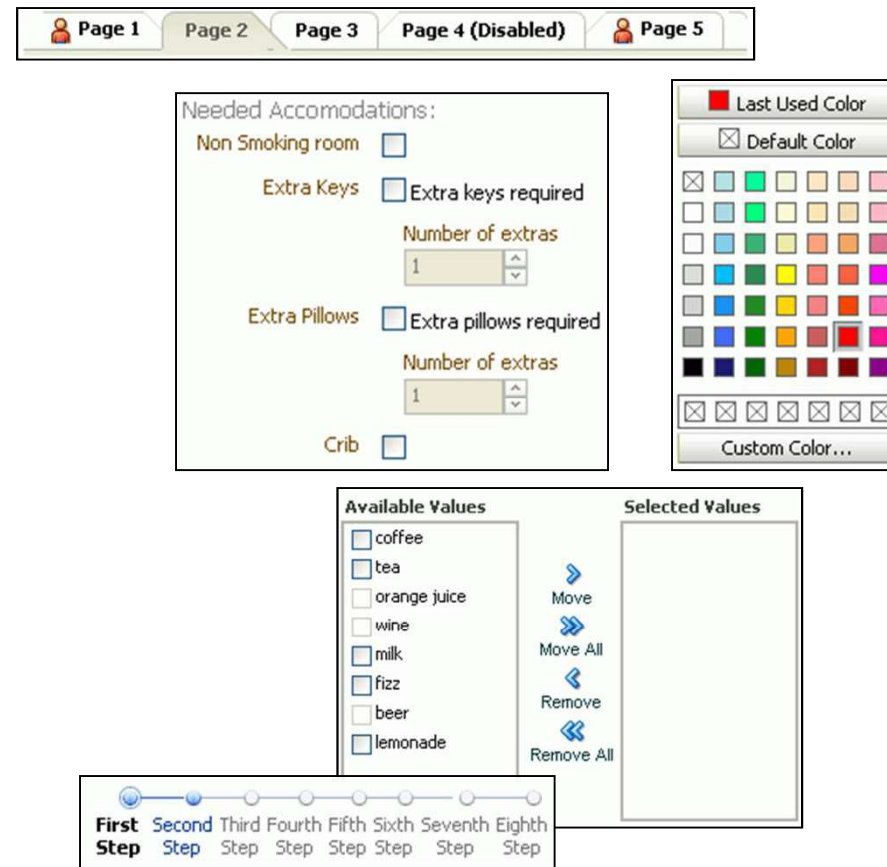 Page 1 Page 2 Page 3 Page 4 (Disabled) Page 5
Needed Accomodations:
Non Smoking room
Extra Keys Extra keys required
Number of extras
1
Extra Pillows Extra pillows required
Number of extras
1
Crib
Last Used Color
Default Color
Custom Color...
Available Values Selected Values
coffee
tea
orange juice
wine
milk
fizz
beer
lemonade
Move
Move All
Remove
Remove All
First Second Third Fourth Fifth Sixth Seventh Eighth
Step Step Step Step Step Step Step Step